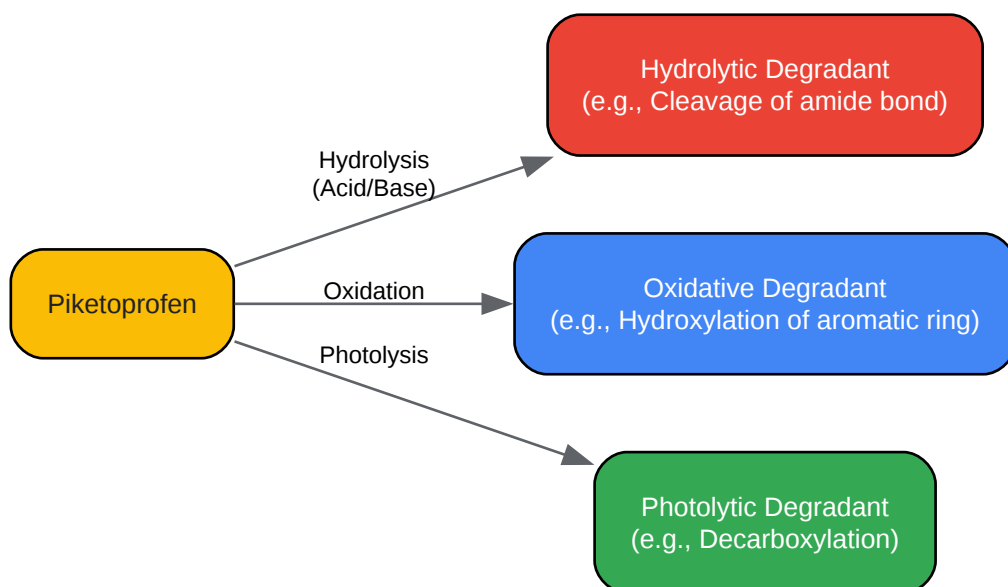 Hydrolytic Degradant
(e.g., Cleavage of amide bond)
Hydrolysis
(Acid/Base)
Piketoprofen
Oxidation
Oxidative Degradant
(e.g., Hydroxylation of aromatic ring)
Photolysis
Photolytic Degradant
(e.g., Decarboxylation)